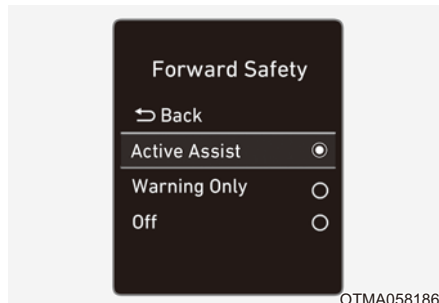 Forward Safety
Back
Active Assist
Warning Only
Off
OTMA058186